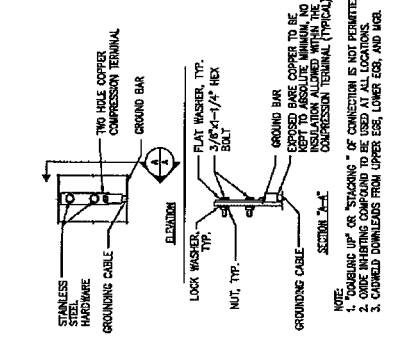 TWO HOLE COPPER
COMPRESSION TERMINAL
GROUND BAR
STAINLESS
STEEL
HARDWARE
GROUNDING CABLE
A
A
ELEVATION
FLAT WASHER, TYP.
3/8"x1-1/4" HEX
BOLT
LOCK WASHER,
TYP.
NUT, TYP.
GROUND BAR
EXPOSED BARE COPPER TO BE
KEPT TO ABSOLUTE MINIMUM, NO
INSULATION ALLOWED WITHIN THE
COMPRESSION TERMINAL (TYPICAL)
GROUNDING CABLE
SECTION "A-A"
NOTE:
1. "DOUBLING UP" OR "STACKING" OF CONNECTION IS NOT PERMITTE
2. OXIDE INHIBITING COMPOUND TO BE USED AT ALL LOCATIONS.
3. CADWELD DOWNLEADS FROM UPPER EGB, LOWER EGB, AND MGB.